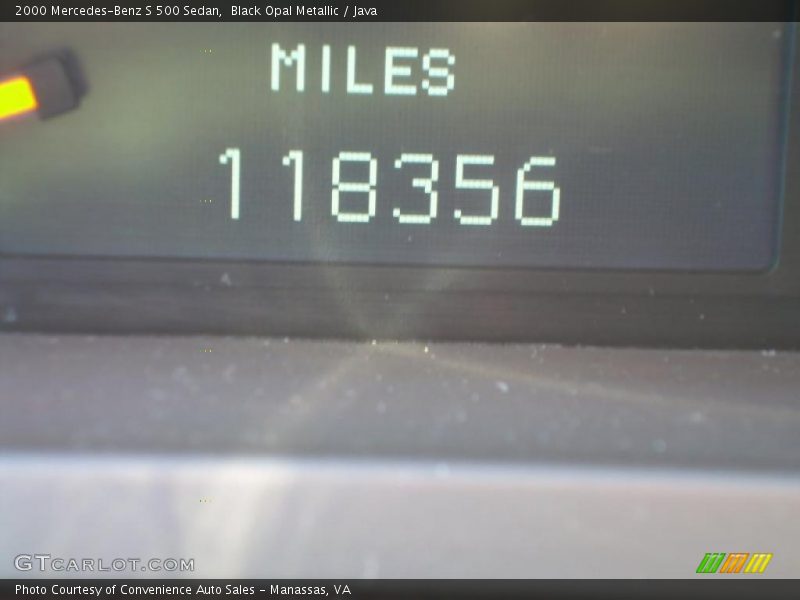 2000 Mercedes-Benz S 500 Sedan,  Black Opal Metallic / Java
MILES
118356
GTCARLOT.COM
Photo Courtesy of Convenience Auto Sales - Manassas, VA